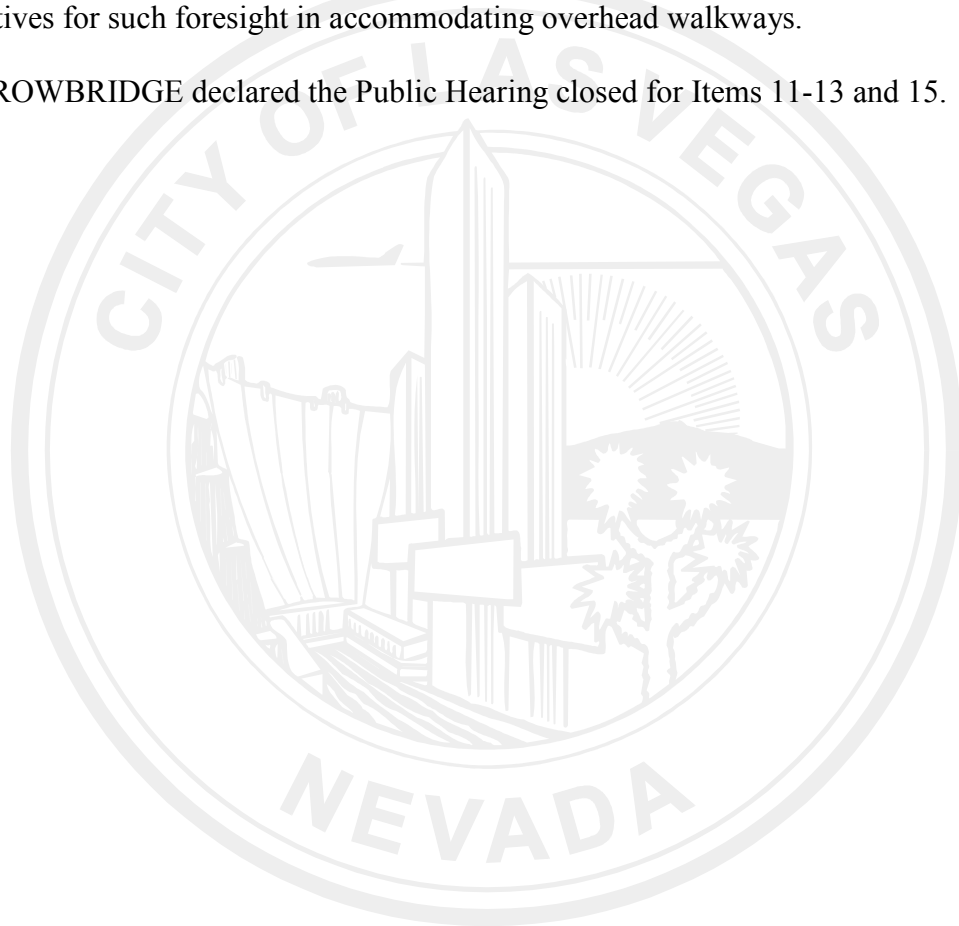 tives for such foresight in accommodating overhead walkways.
ROWBRIDGE declared the Public Hearing closed for Items 11-13 and 15.
CITY OF LAS VEGAS
NEVADA